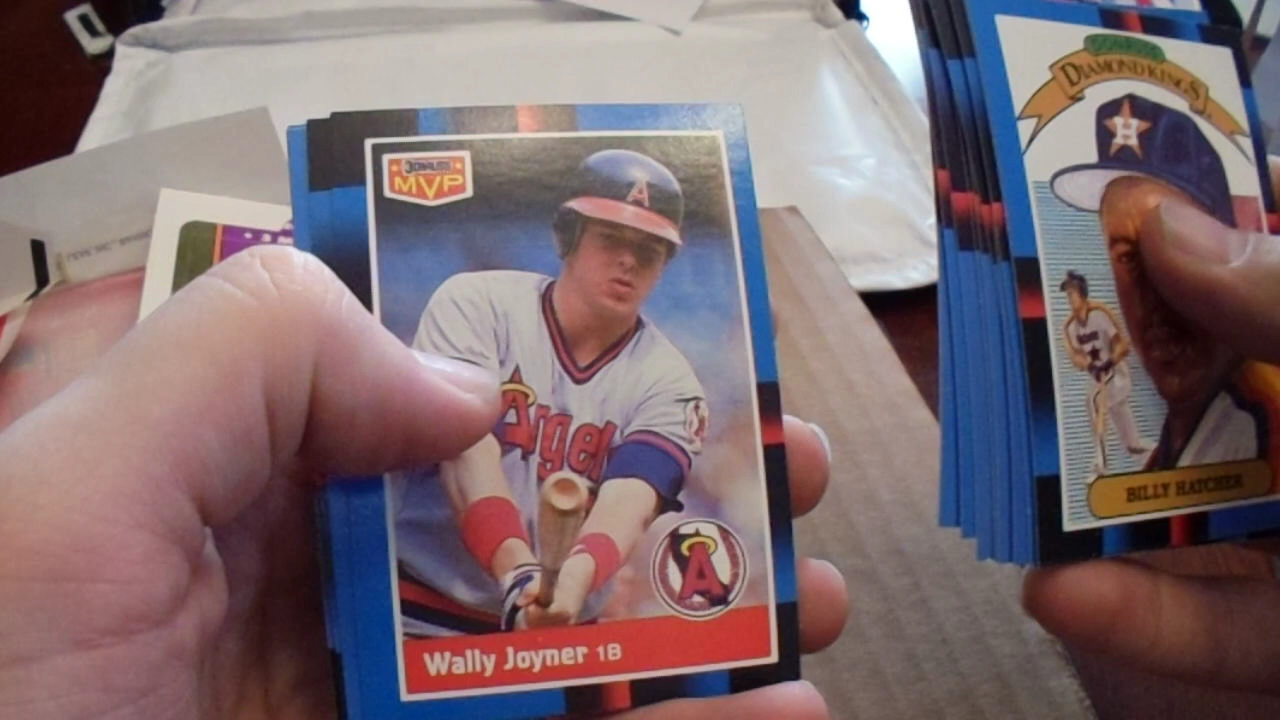 DONRUSS
MVP
A
Angels
A
Wally Joyner 1B
DONRUSS
DIAMOND KINGS
H
BILLY HATCHER